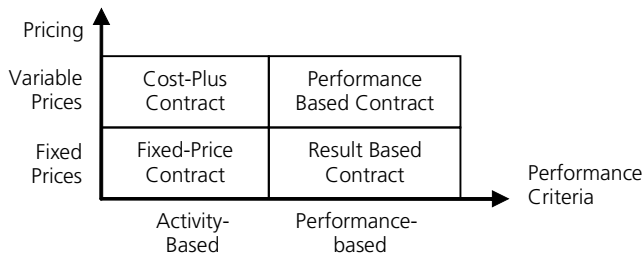 Pricing
Variable
Prices
Cost-Plus
Contract
Performance
Based Contract
Fixed
Prices
Fixed-Price
Contract
Result Based
Contract
Performance
Criteria
Activity-
Based
Performance-
based